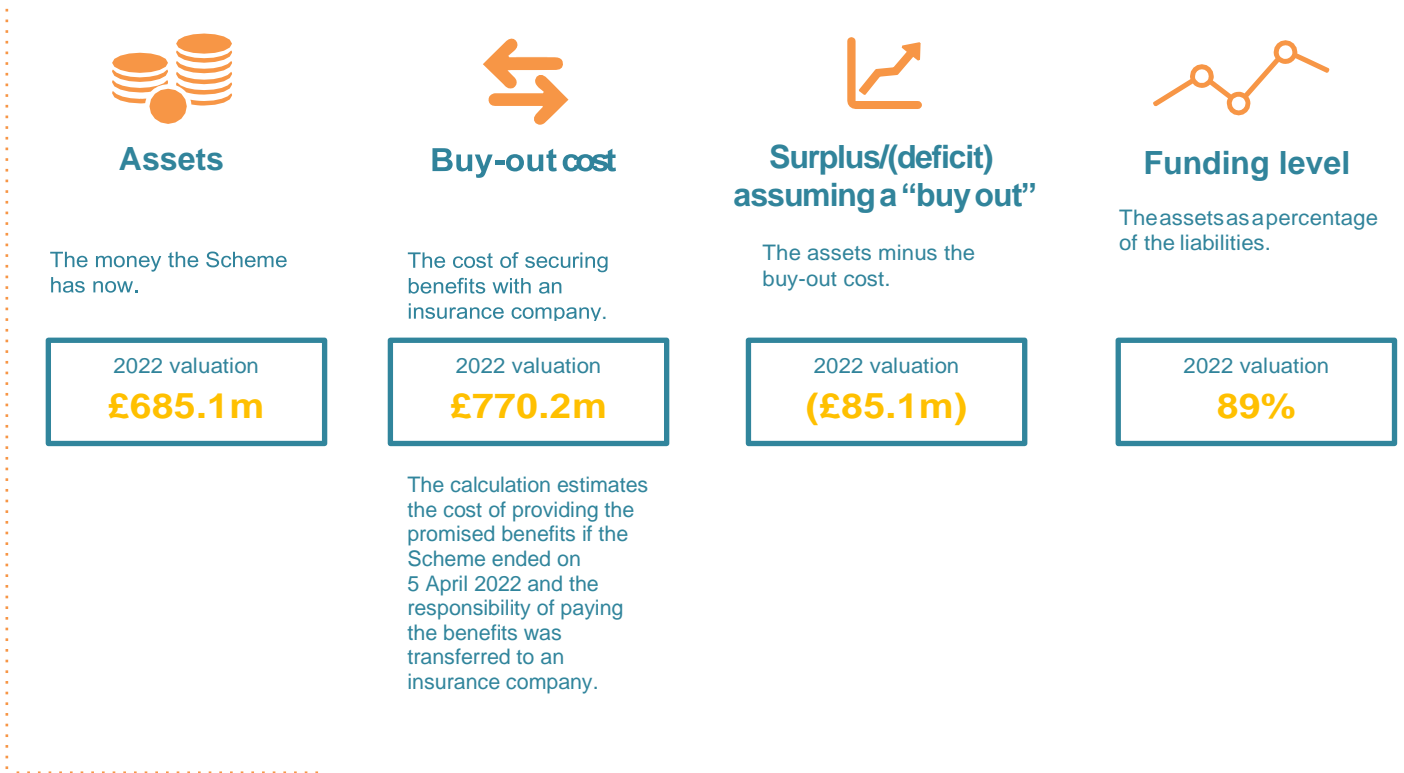 Assets
The money the Scheme
has now.
2022 valuation
£685.1m
Buy-out cost
The cost of securing
benefits with an
insurance company.
2022 valuation
£770.2m
The calculation estimates
the cost of providing the
promised benefits if the
Scheme ended on
5 April 2022 and the
responsibility of paying
the benefits was
transferred to an
insurance company.
Surplus/(deficit)
assuming a “buy out”
The assets minus the
buy-out cost.
2022 valuation
(£85.1m)
Funding level
The assets as a percentage
of the liabilities.
2022 valuation
89%